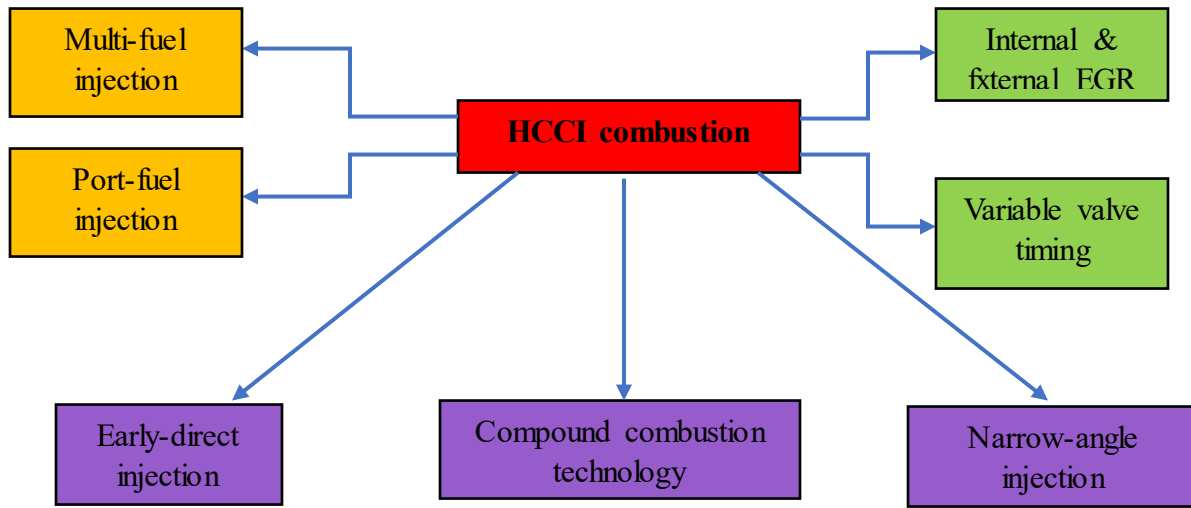 Multi-fuel
injection
Internal &
fxternal EGR
HCCI combustion
Port-fuel
injection
Variable valve
timing
Early-direct
injection
Compound combustion
technology
Narrow-angle
injection